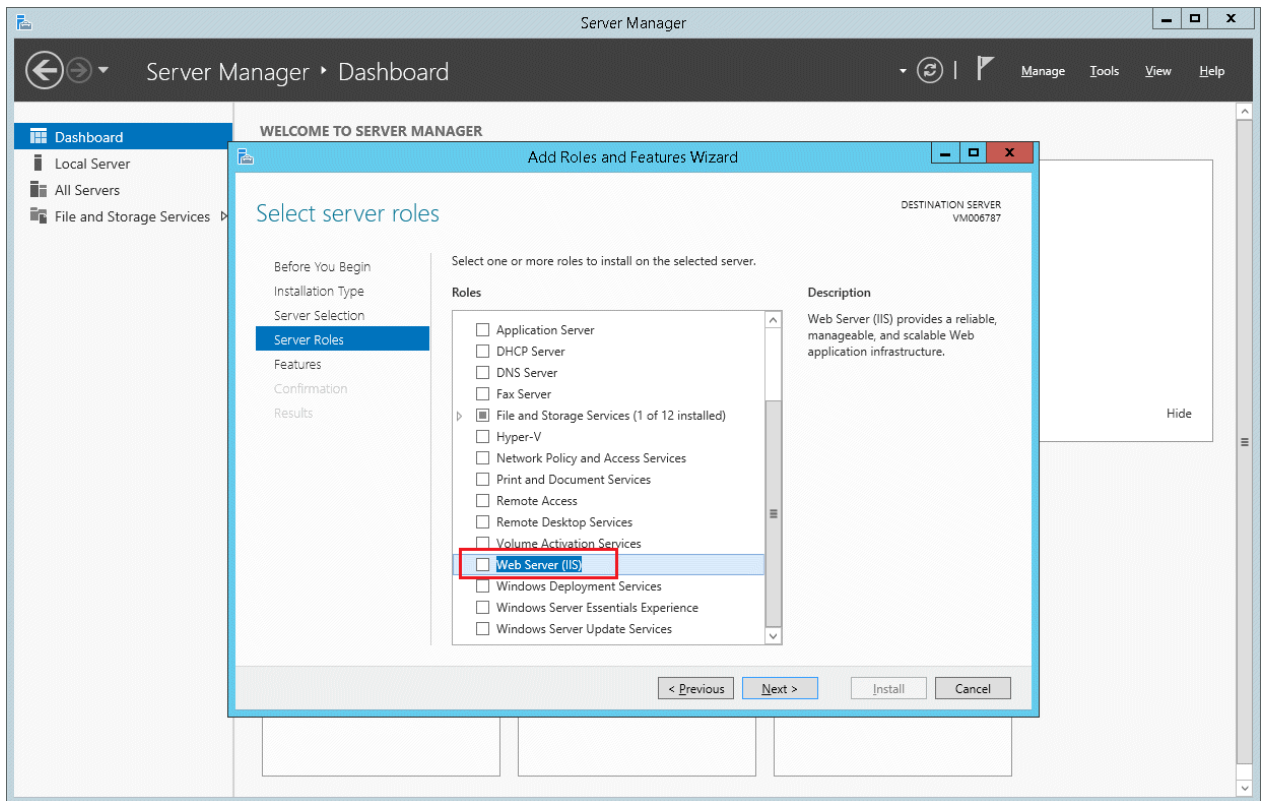 Server Manager
Server Manager • Dashboard
Manage Tools View Help
Dashboard
Local Server
All Servers
File and Storage Services
WELCOME TO SERVER MANAGER
Hide
Add Roles and Features Wizard
Select server roles
DESTINATION SERVER
VM006787
Before You Begin
Installation Type
Server Selection
Server Roles
Features
Confirmation
Results
Select one or more roles to install on the selected server.
Roles
Application Server
DHCP Server
DNS Server
Fax Server
File and Storage Services (1 of 12 installed)
Hyper-V
Network Policy and Access Services
Print and Document Services
Remote Access
Remote Desktop Services
Volume Activation Services
Web Server (IIS)
Windows Deployment Services
Windows Server Essentials Experience
Windows Server Update Services
Description
Web Server (IIS) provides a reliable,
manageable, and scalable Web
application infrastructure.
< Previous Next > Install Cancel